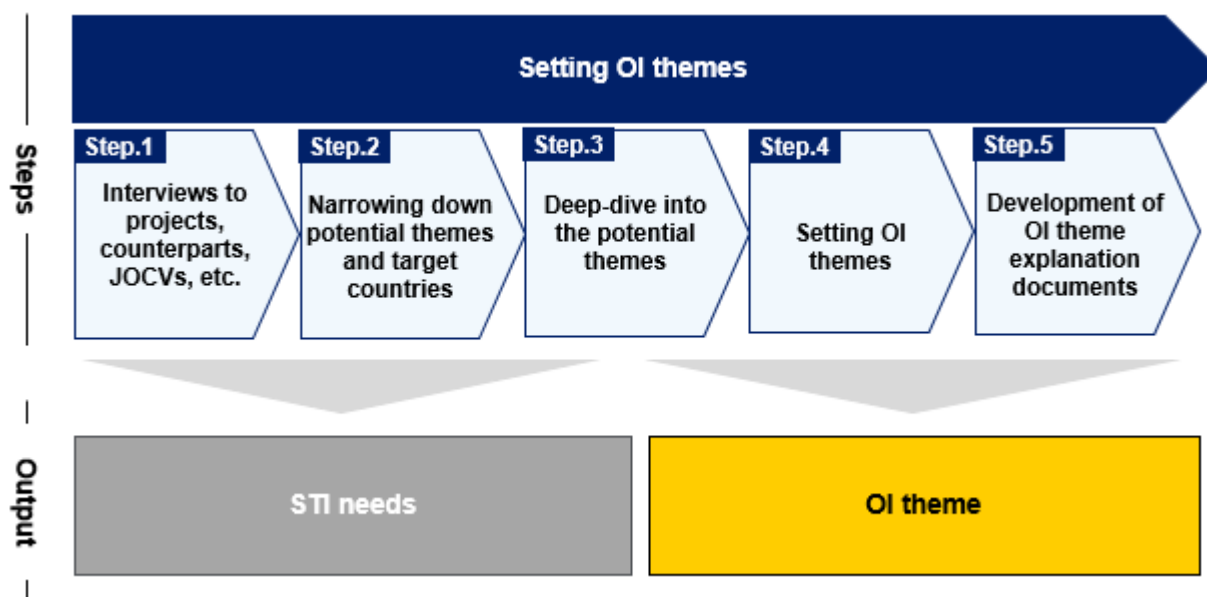 Setting OI themes
Steps
Step.1
Interviews to
projects,
counterparts,
JOCVs, etc.
Step.2
Narrowing down
potential themes
and target
countries
Step.3
Deep-dive into
the potential
themes
Step.4
Setting OI
themes
Step.5
Development of
OI theme
explanation
documents
Output
STI needs
OI theme